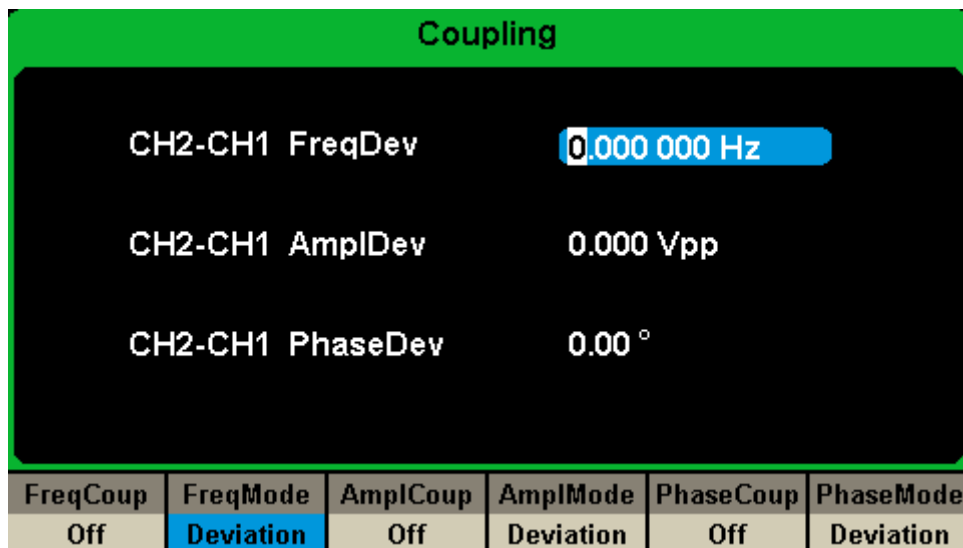 Coupling
CH2-CH1 FreqDev 0.000 000 Hz
CH2-CH1 AmplDev 0.000 Vpp
CH2-CH1 PhaseDev 0.00 °
FreqCoup FreqMode AmplCoup AmplMode PhaseCoup PhaseMode
Off Deviation Off Deviation Off Deviation